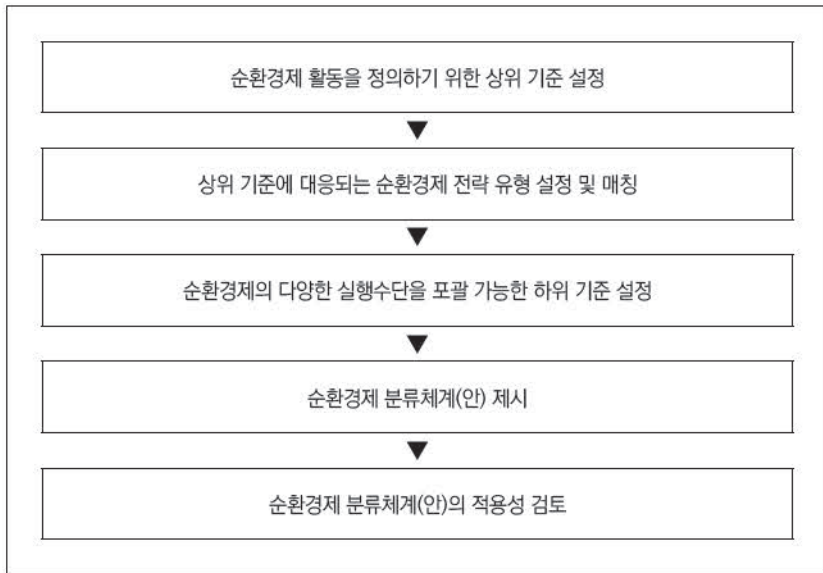 순환경제 활동을 정의하기 위한 상위 기준 설정
상위 기준에 대응되는 순환경제 전략 유형 설정 및 매칭
순환경제의 다양한 실행수단을 포괄 가능한 하위 기준 설정
순환경제 분류체계(안) 제시
순환경제 분류체계(안)의 적용성 검토